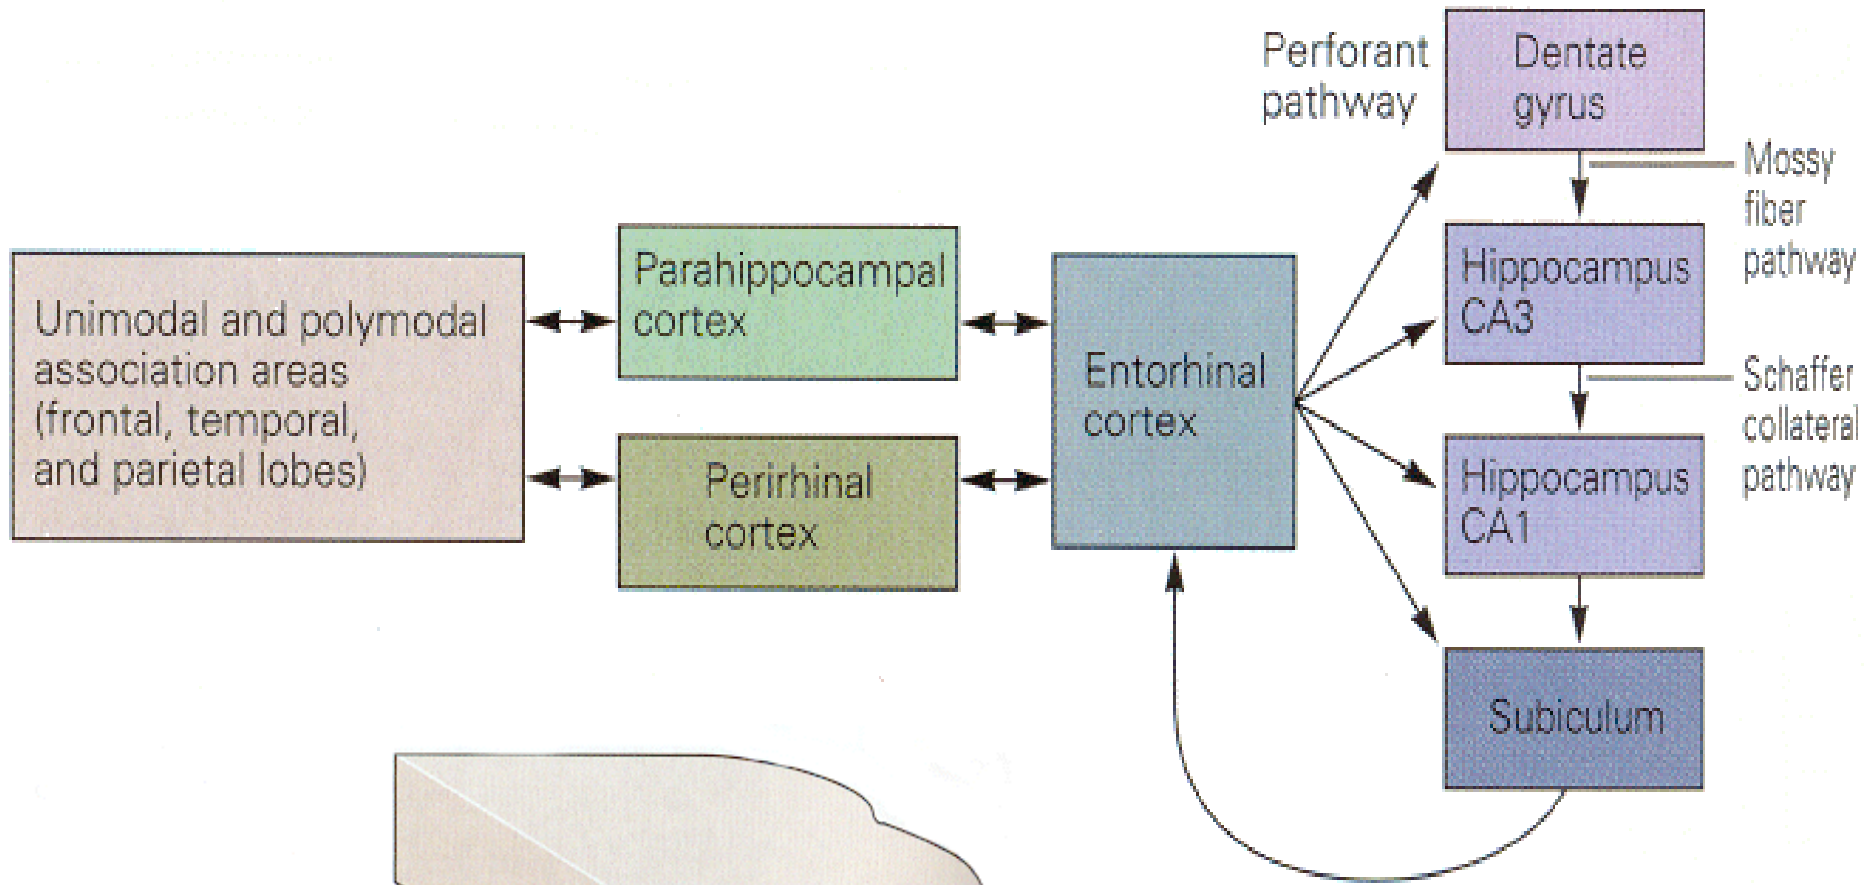 Unimodal and polymodal
association areas
(frontal, temporal,
and parietal lobes)
Parahippocampal
cortex
Perirhinal
cortex
Entorhinal
cortex
Perforant
pathway
Dentate
gyrus
Mossy
fiber
pathway
Hippocampus
CA3
Schaffer
collateral
pathway
Hippocampus
CA1
Subiculum